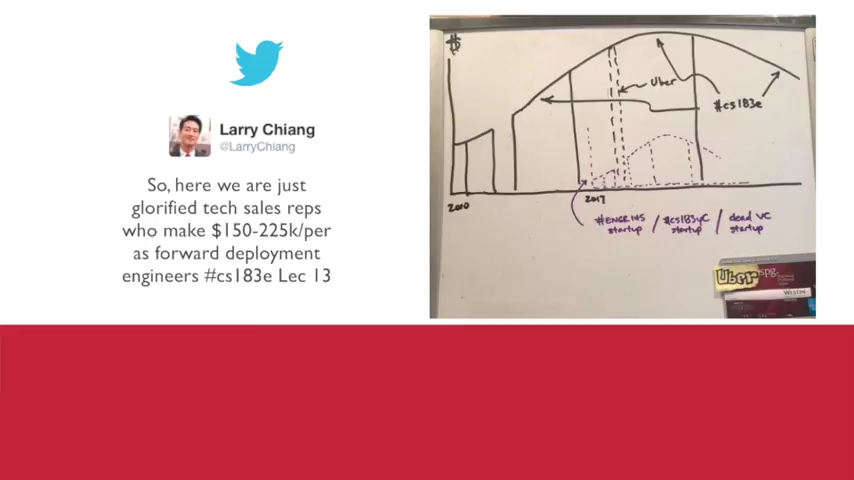 Larry Chiang
@LarryChiang
So, here we are just
glorified tech sales reps
who make $150-225k/per
as forward deployment
engineers #cs183e Lec 13
$
Uber
#cs183e
2010
2017
#ENGR145 / #cs183yC / dead VC
startup startup startup
Uber
spg
WESTIN